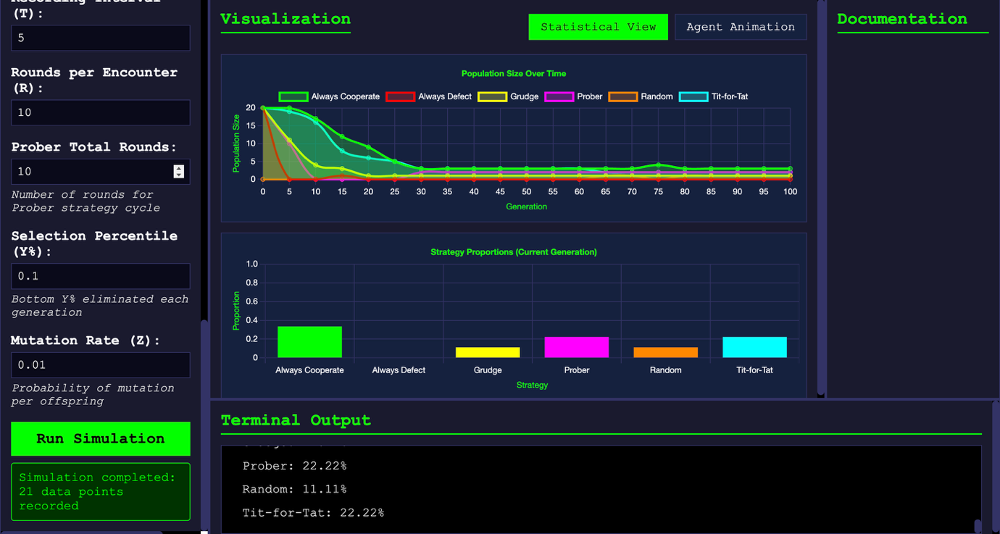 (T):
5
Rounds per Encounter
(R):
10
Prober Total Rounds:
10
Number of rounds for
Prober strategy cycle
Selection Percentile
(Y%):
0.1
Bottom Y% eliminated each
generation
Mutation Rate (Z):
0.01
Probability of mutation
per offspring
Run Simulation
Simulation completed:
21 data points
recorded
Visualization
Statistical View
Agent Animation
Population Size Over Time
Always Cooperate Always Defect Grudge Prober Random Tit-for-Tat
Population Size
20
15
10
5
0
0 5 10 15 20 25 30 35 40 45 50 55 60 65 70 75 80 85 90 95 100
Generation
Strategy Proportions (Current Generation)
Proportion
1.0
0.8
0.6
0.4
0.2
0
Always Cooperate Always Defect Grudge Prober Random Tit-for-Tat
Strategy
Documentation
Terminal Output
Prober: 22.22%
Random: 11.11%
Tit-for-Tat: 22.22%